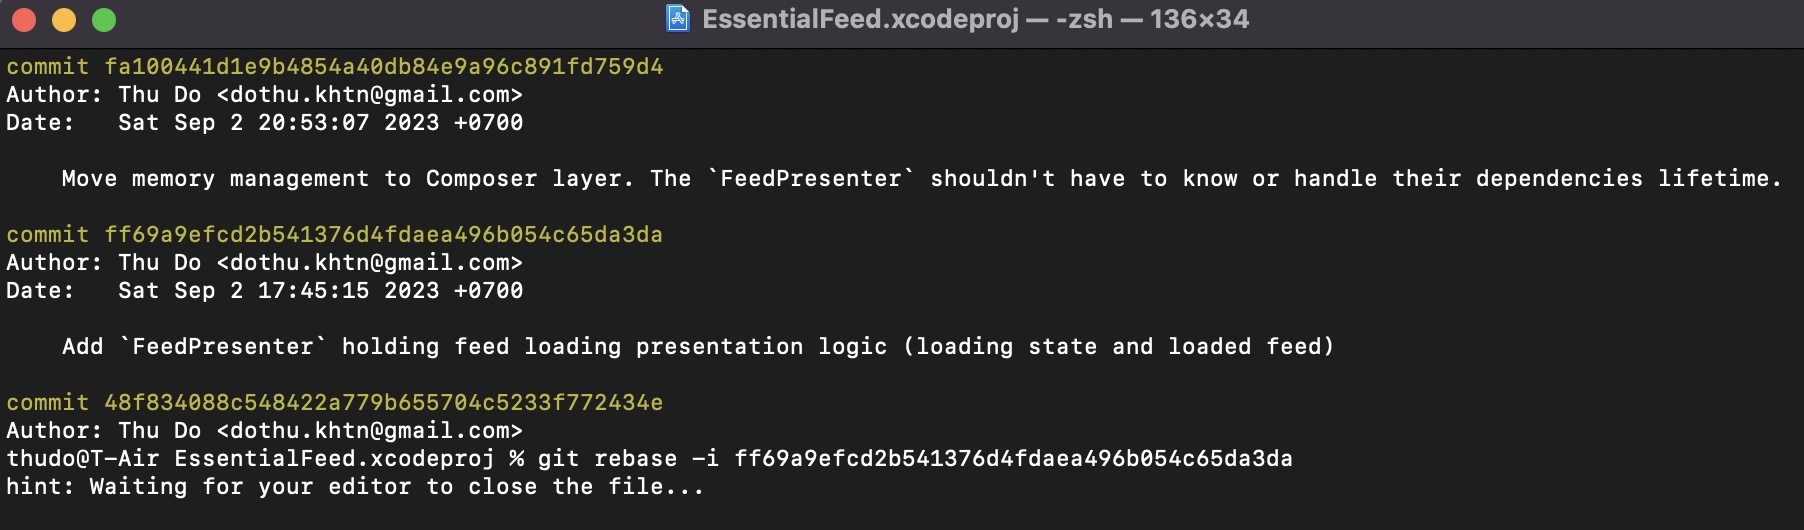 EssentialFeed.xcodeproj — -zsh — 136×34
commit fa100441d1e9b4854a40db84e9a96c891fd759d4
Author: Thu Do <dothu.khtn@gmail.com>
Date:   Sat Sep 2 20:53:07 2023 +0700
    Move memory management to Composer layer. The `FeedPresenter` shouldn't have to know or handle their dependencies lifetime.
commit ff69a9efcd2b541376d4fdaea496b054c65da3da
Author: Thu Do <dothu.khtn@gmail.com>
Date:   Sat Sep 2 17:45:15 2023 +0700
    Add `FeedPresenter` holding feed loading presentation logic (loading state and loaded feed)
commit 48f834088c548422a779b655704c5233f772434e
Author: Thu Do <dothu.khtn@gmail.com>
thudo@T-Air EssentialFeed.xcodeproj % git rebase -i ff69a9efcd2b541376d4fdaea496b054c65da3da
hint: Waiting for your editor to close the file...